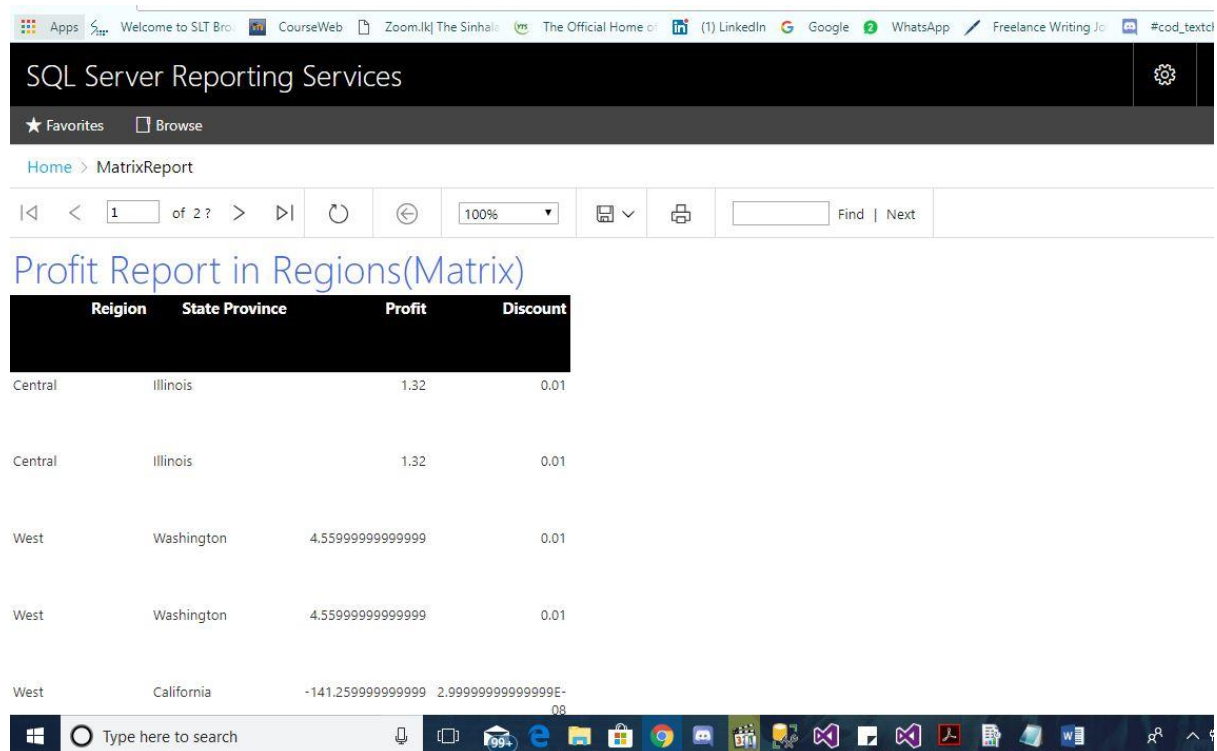 Apps Welcome to SLT Bro CourseWeb Zoom.lk| The Sinhala The Official Home of (1) LinkedIn Google WhatsApp Freelance Writing Jo #cod_textch
SQL Server Reporting Services
Favorites Browse
Home > MatrixReport
1 of 2 ? 100% Find | Next
Profit Report in Regions(Matrix)
Reigion State Province Profit Discount
Central Illinois 1.32 0.01
Central Illinois 1.32 0.01
West Washington 4.55999999999999 0.01
West Washington 4.55999999999999 0.01
West California -141.259999999999 2.99999999999999E-
08
Type here to search 99+